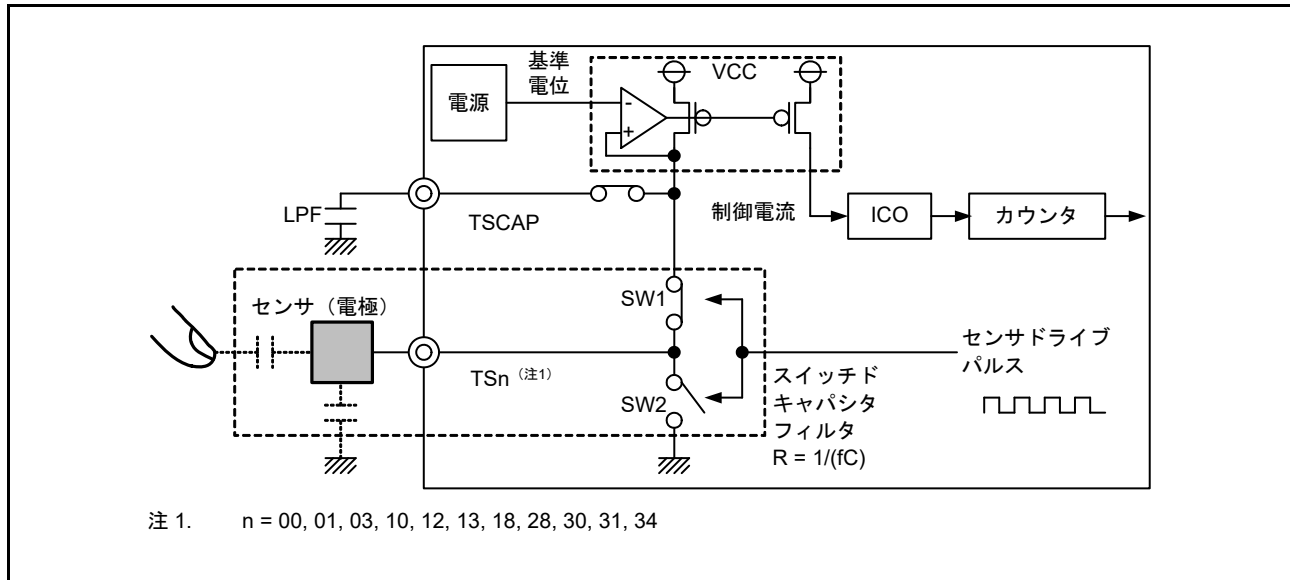 基準
電位
VCC
電源
-
+
LPF
TSCAP
制御電流
ICO
カウンタ
センサ（電極）
SW1
センサドライブ
パルス
TSn（注1）
SW2
スイッチド
キャパシタ
フィルタ
R = 1/(fC)
注 1. n = 00, 01, 03, 10, 12, 13, 18, 28, 30, 31, 34